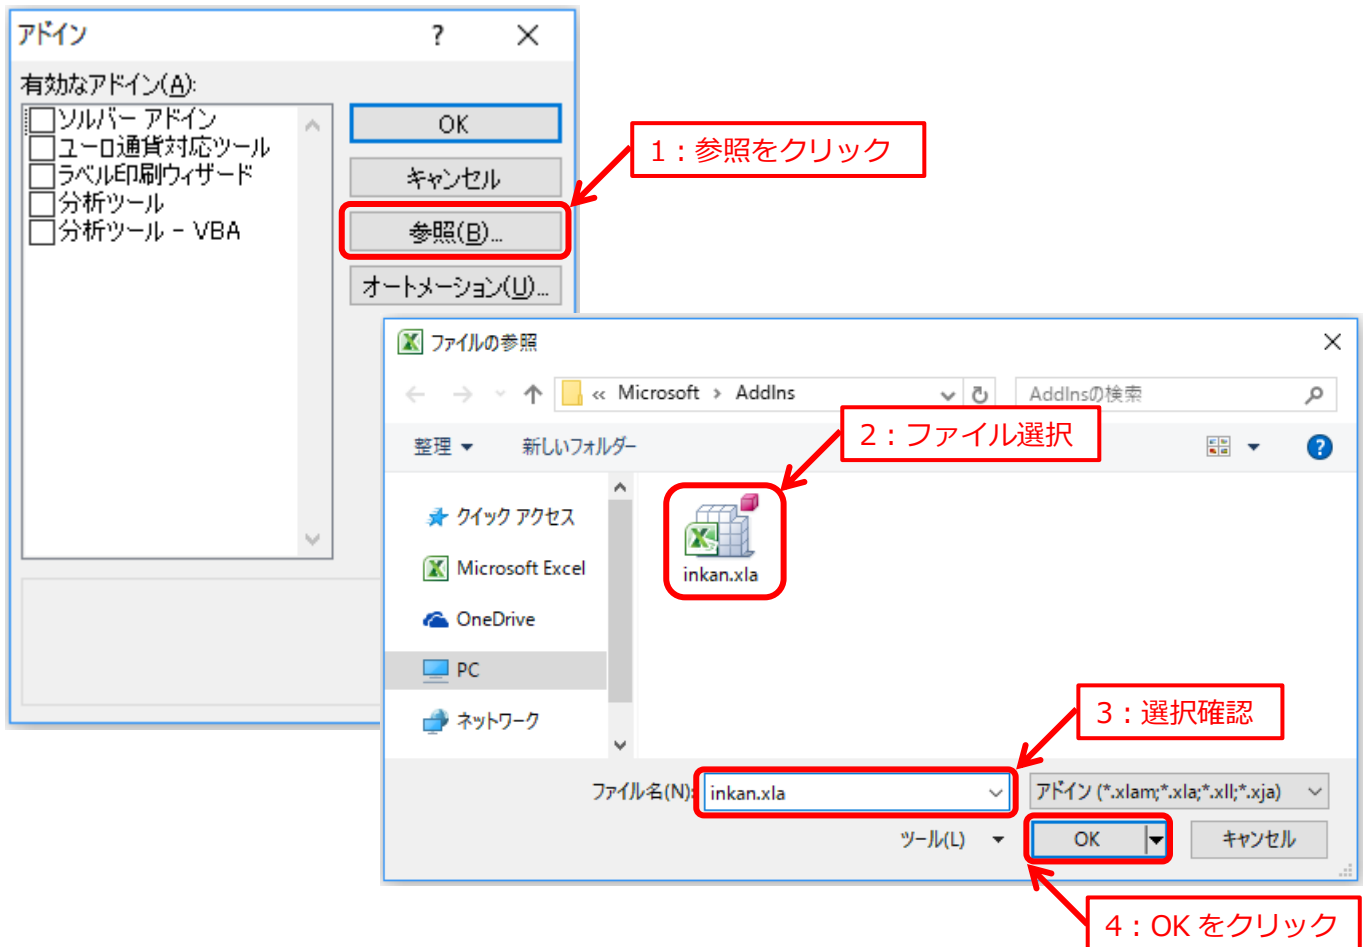 アドイン
?
有効なアドイン(A):
ソルバー アドイン
ユーロ通貨対応ツール
ラベル印刷ウィザード
分析ツール
分析ツール - VBA
OK
キャンセル
参照(B)...
オートメーション(U)...
1：参照をクリック
ファイルの参照
« Microsoft › AddIns
AddInsの検索
整理
新しいフォルダー
2：ファイル選択
?
クイック アクセス
Microsoft Excel
OneDrive
PC
ネットワーク
inkan.xla
3：選択確認
ファイル名(N):
inkan.xla
アドイン (*.xlam;*.xla;*.xll;*.xja)
ツール(L)
OK
キャンセル
4：OK をクリック